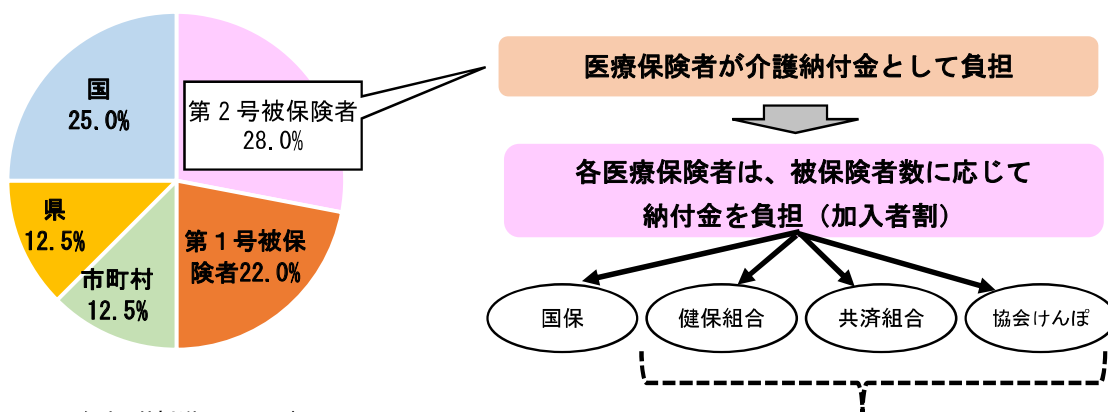 国
25.0%
第２号被保険者
28.0%
県
12.5%
市町村
12.5%
第１号被保
険者22.0%
医療保険者が介護納付金として負担
各医療保険者は、被保険者数に応じて
納付金を負担（加入者割）
国保
健保組合
共済組合
協会けんぽ